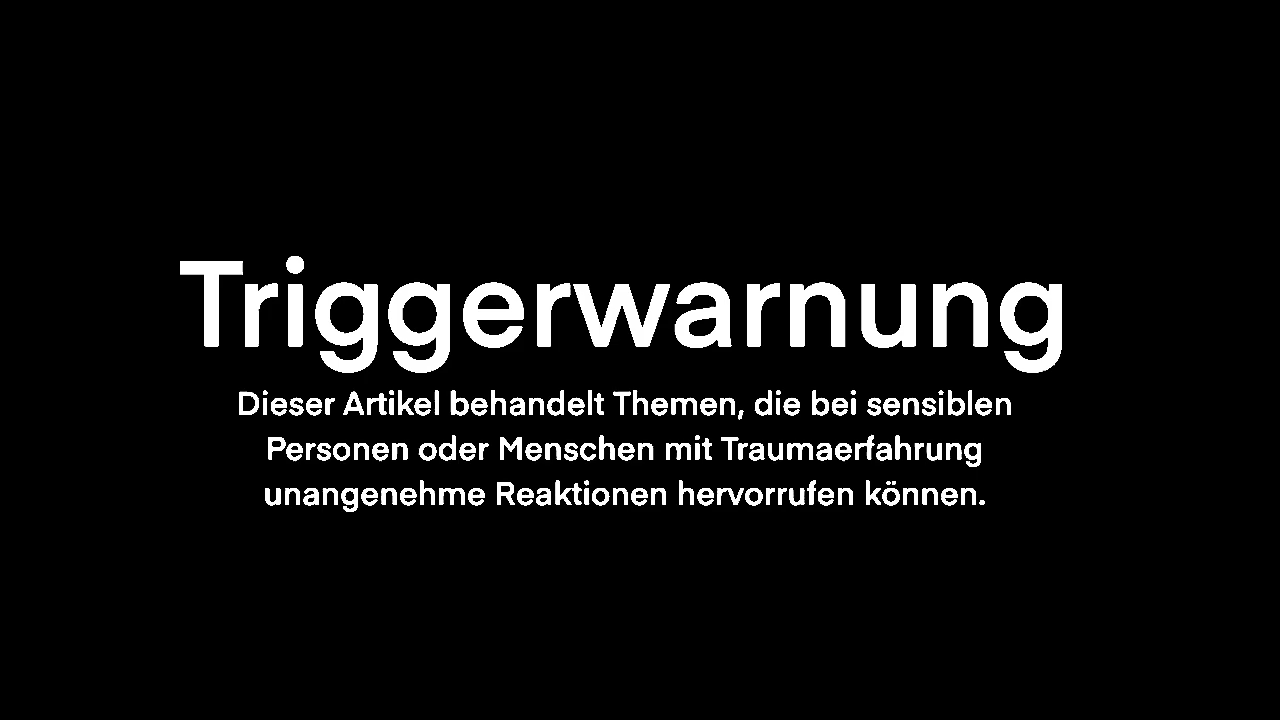 Triggerwarnung
Dieser Artikel behandelt Themen, die bei sensiblen
Personen oder Menschen mit Traumaerfahrung
unangenehme Reaktionen hervorrufen können.